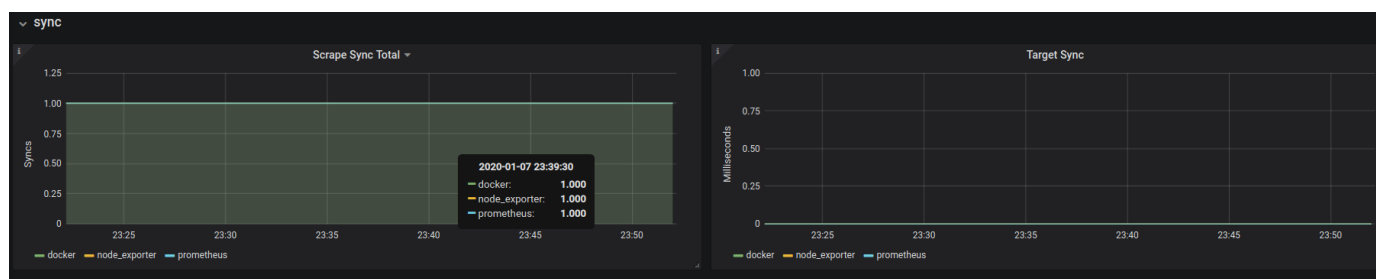 sync
i
Scrape Sync Total
1.25
1.00
0.75
0.50
0.25
0
Syncs
23:25 23:30 23:35 23:40 23:45 23:50
2020-01-07 23:39:30
docker: 1.000
node_exporter: 1.000
prometheus: 1.000
docker node_exporter prometheus
i
Target Sync
1.00
0.75
0.50
0.25
0
Milliseconds
23:25 23:30 23:35 23:40 23:45 23:50
docker node_exporter prometheus